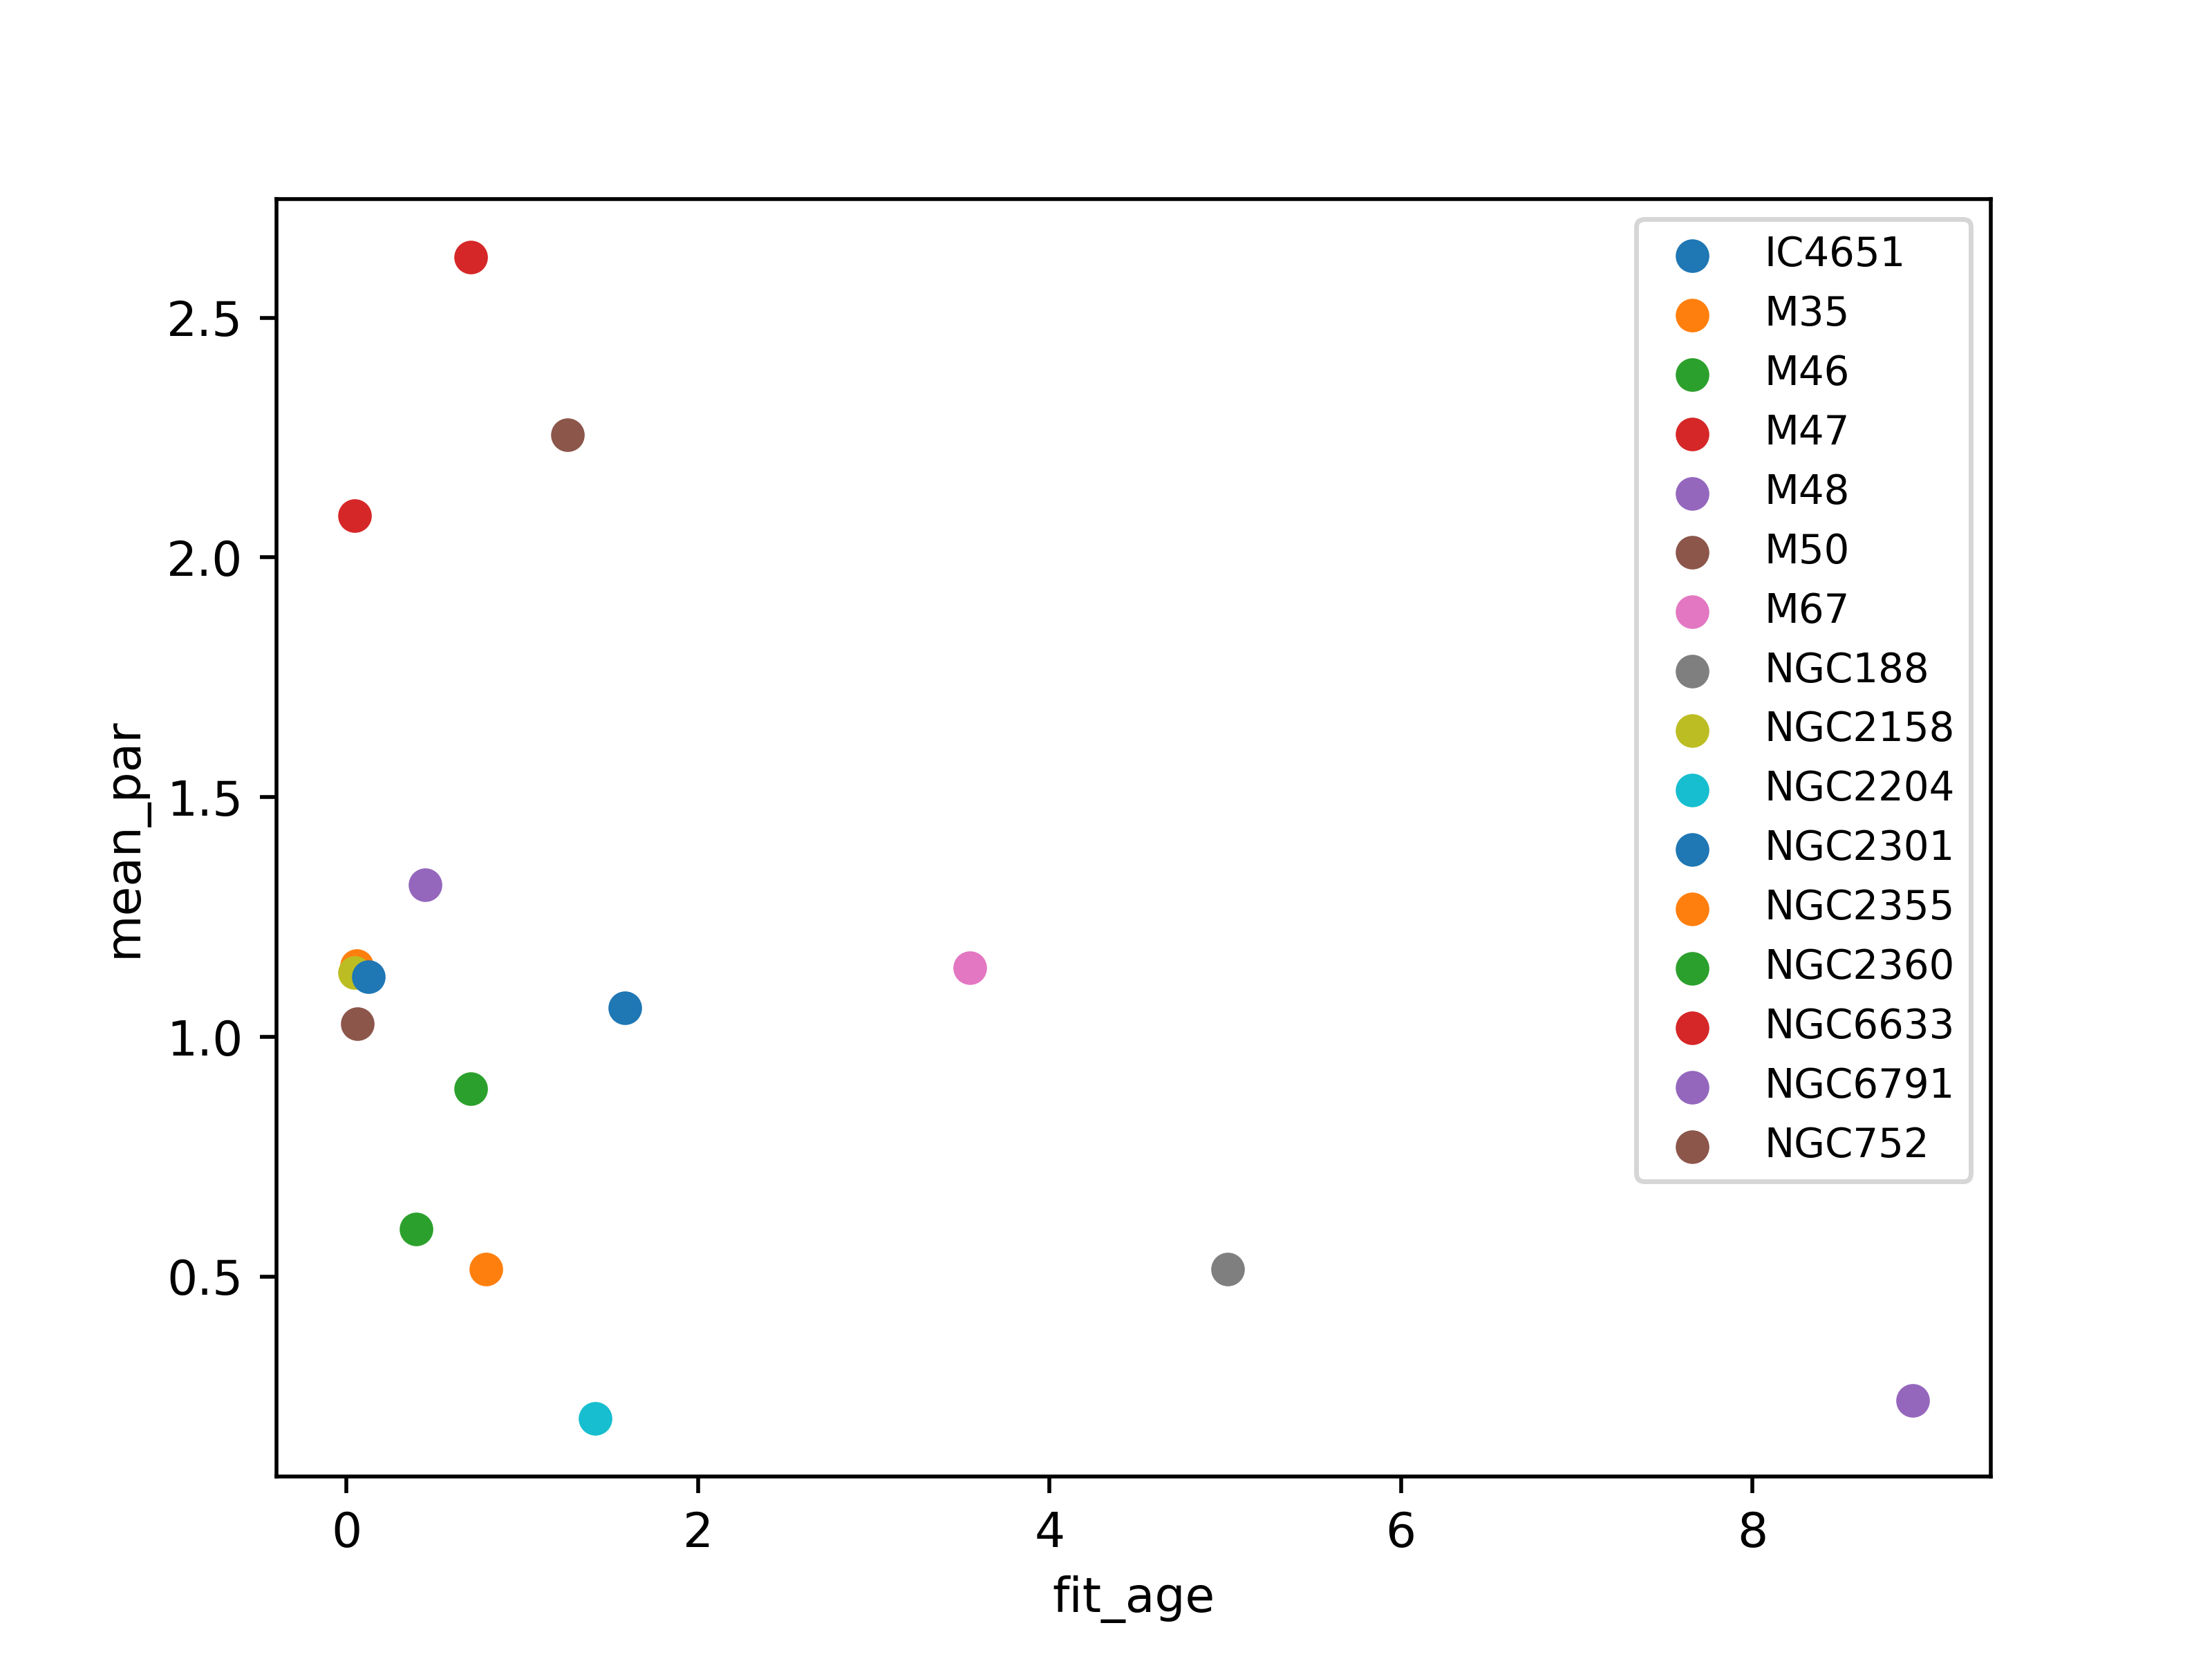 2.5
2.0
1.5
1.0
0.5
mean_par
0 2 4 6 8
fit_age
IC4651
M35
M46
M47
M48
M50
M67
NGC188
NGC2158
NGC2204
NGC2301
NGC2355
NGC2360
NGC6633
NGC6791
NGC752